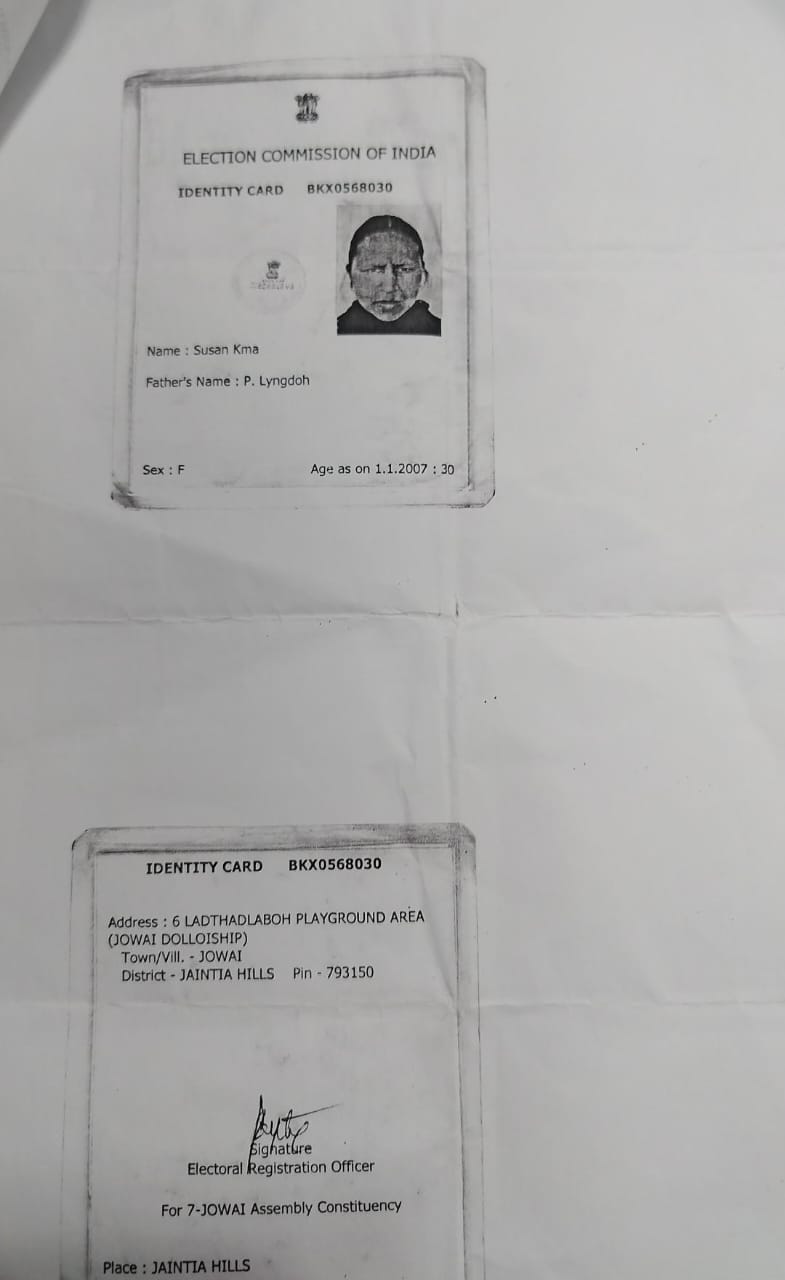 ELECTION COMMISSION OF INDIA
IDENTITY CARD BKX0568030
Name : Susan Kma
Father's Name : P. Lyngdoh
Sex : F Age as on 1.1.2007 : 30
IDENTITY CARD BKX0568030
Address : 6 LADTHADLABOH PLAYGROUND AREA
(JOWAI DOLLOISHIP)
Town/Vill. - JOWAI
District - JAINTIA HILLS Pin - 793150
Signature
Electoral Registration Officer
For 7-JOWAI Assembly Constituency
Place : JAINTIA HILLS